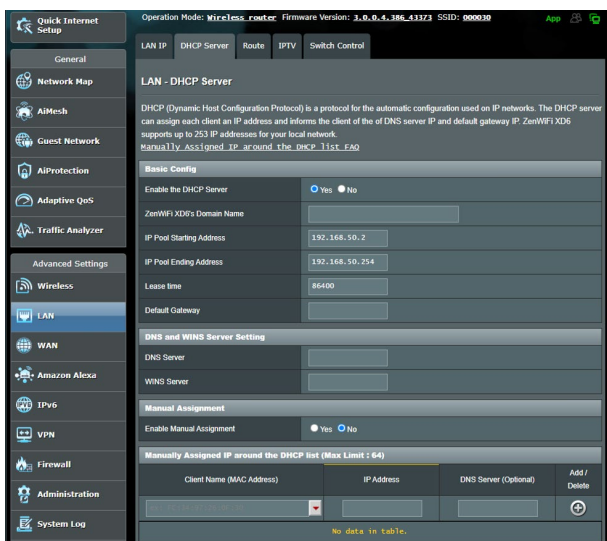 Quick Internet
Setup
Operation Mode: Wireless router Firmware Version: 3.0.0.4.386_43373 SSID: 000030
App
LAN IP DHCP Server Route IPTV Switch Control
General
Network Map
AiMesh
Guest Network
AiProtection
Adaptive QoS
Traffic Analyzer
Advanced Settings
Wireless
LAN
WAN
Amazon Alexa
IPv6
VPN
Firewall
Administration
System Log
LAN - DHCP Server
DHCP (Dynamic Host Configuration Protocol) is a protocol for the automatic configuration used on IP networks. The DHCP server
can assign each client an IP address and informs the client of the of DNS server IP and default gateway IP. ZenWiFi XD6
supports up to 253 IP addresses for your local network.
Manually Assigned IP around the DHCP list FAQ
Basic Config
Enable the DHCP Server Yes No
ZenWiFi XD6's Domain Name
IP Pool Starting Address 192.168.50.2
IP Pool Ending Address 192.168.50.254
Lease time 86400
Default Gateway
DNS and WINS Server Setting
DNS Server
WINS Server
Manual Assignment
Enable Manual Assignment Yes No
Manually Assigned IP around the DHCP list (Max Limit : 64)
Client Name (MAC Address) IP Address DNS Server (Optional) Add /
Delete
No data in table.